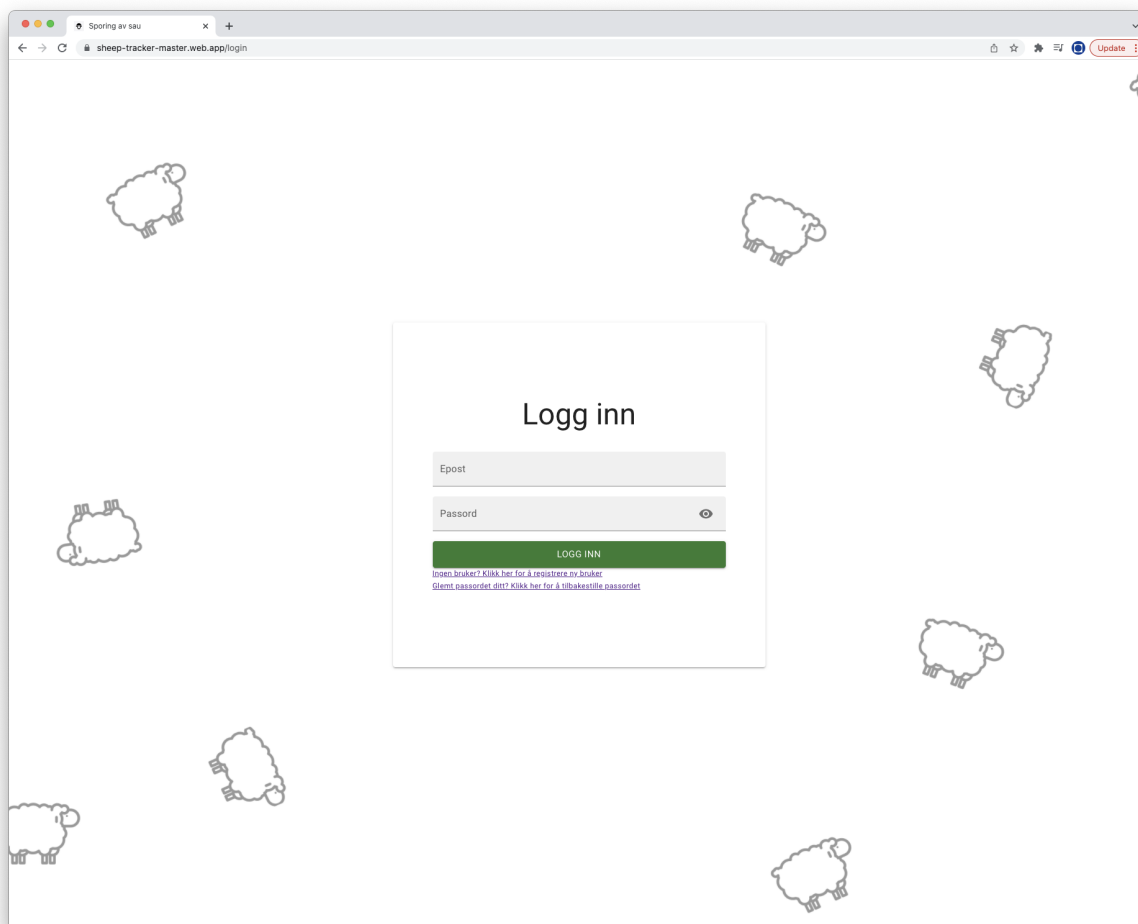 Sporing av sau
sheep-tracker-master.web.app/login
Update
Logg inn
Epost
Passord
LOGG INN
Ingen bruker? Klikk her for å registrere ny bruker
Glemt passordet ditt? Klikk her for å tilbakestille passordet